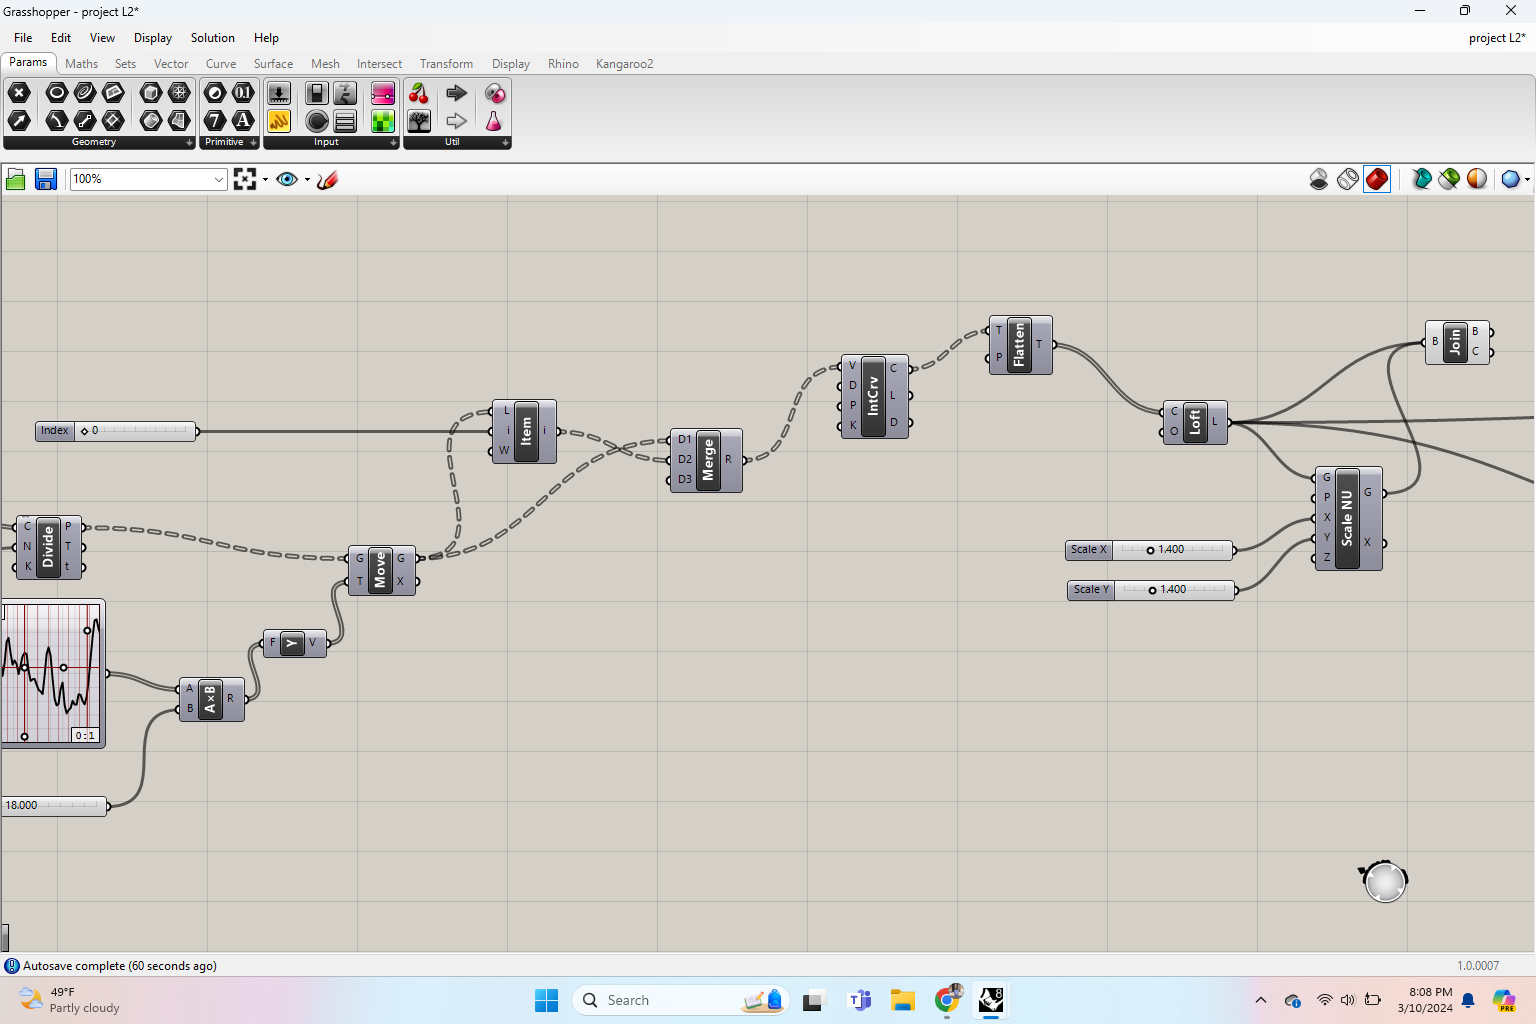 Grasshopper - project L2*
File Edit View Display Solution Help
project L2*
Params Maths Sets Vector Curve Surface Mesh Intersect Transform Display Rhino Kangaroo2
0.1
7 A
Geometry Primitive Input Util
100%
T Flatten T
P
B Join B
C
V IntCrv C
D L
P D
K
C Loft L
O
L Item i
i
W
Index 0
D1 Merge R
D2
D3
G Scale NU G
P X
X
Y
Z
C Divide P
N T
K t
Scale X 1.400
Scale Y 1.400
G Move G
T X
F Y V
A A×B R
B
0:1
18.000
Autosave complete (60 seconds ago)
1.0.0007
49°F
Partly cloudy
Search
8
8:08 PM
3/10/2024
PRE